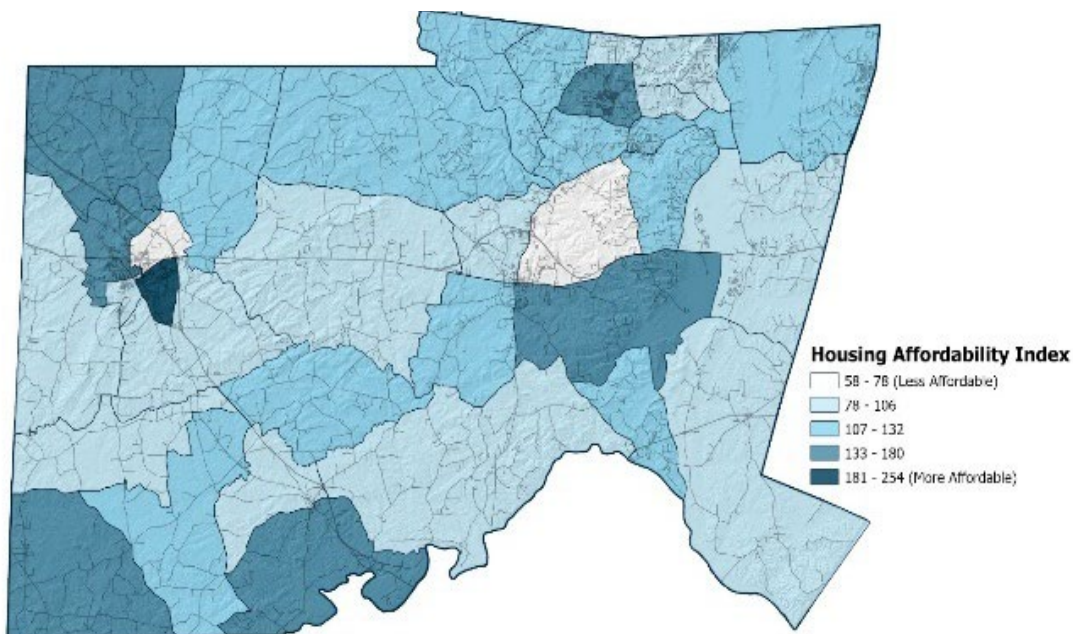 Housing Affordability Index
58 - 78 (Less Affordable)
78 - 106
107 - 132
133 - 180
181 - 254 (More Affordable)